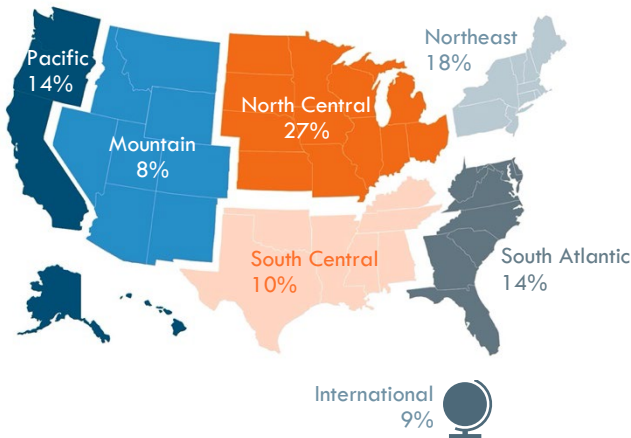 Pacific
14%
Mountain
8%
North Central
27%
Northeast
18%
South Central
10%
South Atlantic
14%
International
9%